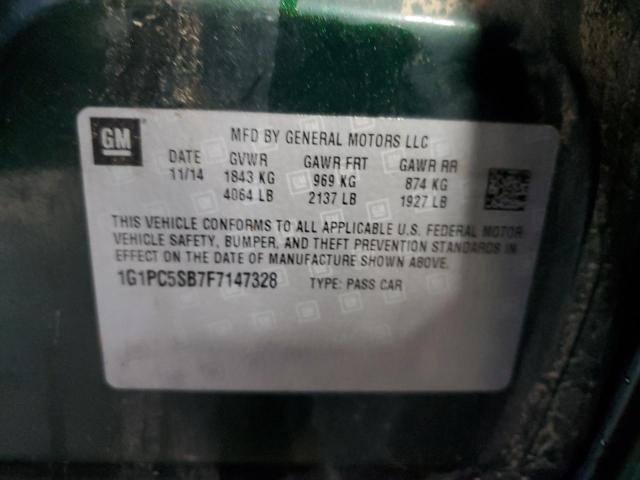 GM
MFD BY GENERAL MOTORS LLC
DATE GVWR GAWR FRT GAWR RR
11/14 1843 KG 969 KG 874 KG
4064 LB 2137 LB 1927 LB
THIS VEHICLE CONFORMS TO ALL APPLICABLE U.S. FEDERAL MOTOR
VEHICLE SAFETY, BUMPER, AND THEFT PREVENTION STANDARDS IN
EFFECT ON THE DATE OF MANUFACTURE SHOWN ABOVE.
1G1PC5SB7F7147328 TYPE: PASS CAR